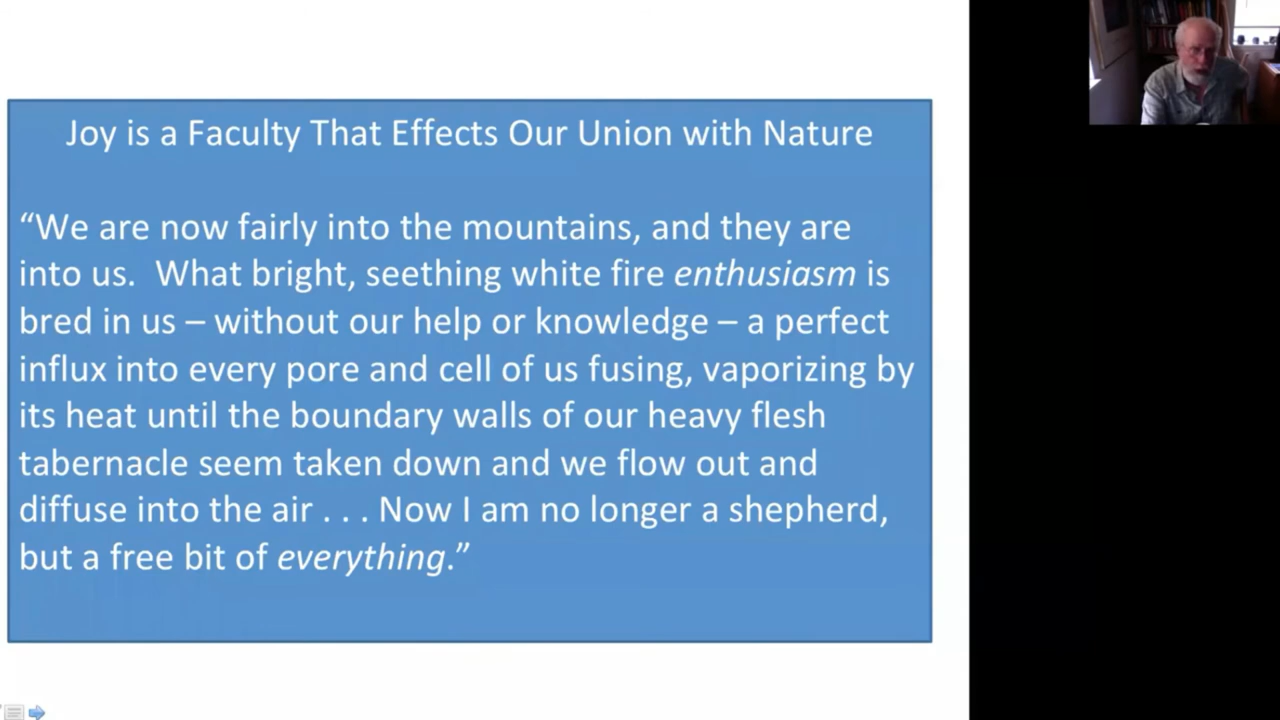 Joy is a Faculty That Effects Our Union with Nature
“We are now fairly into the mountains, and they are
into us.  What bright, seething white fire enthusiasm is
bred in us – without our help or knowledge – a perfect
influx into every pore and cell of us fusing, vaporizing by
its heat until the boundary walls of our heavy flesh
tabernacle seem taken down and we flow out and
diffuse into the air . . . Now I am no longer a shepherd,
but a free bit of everything.”